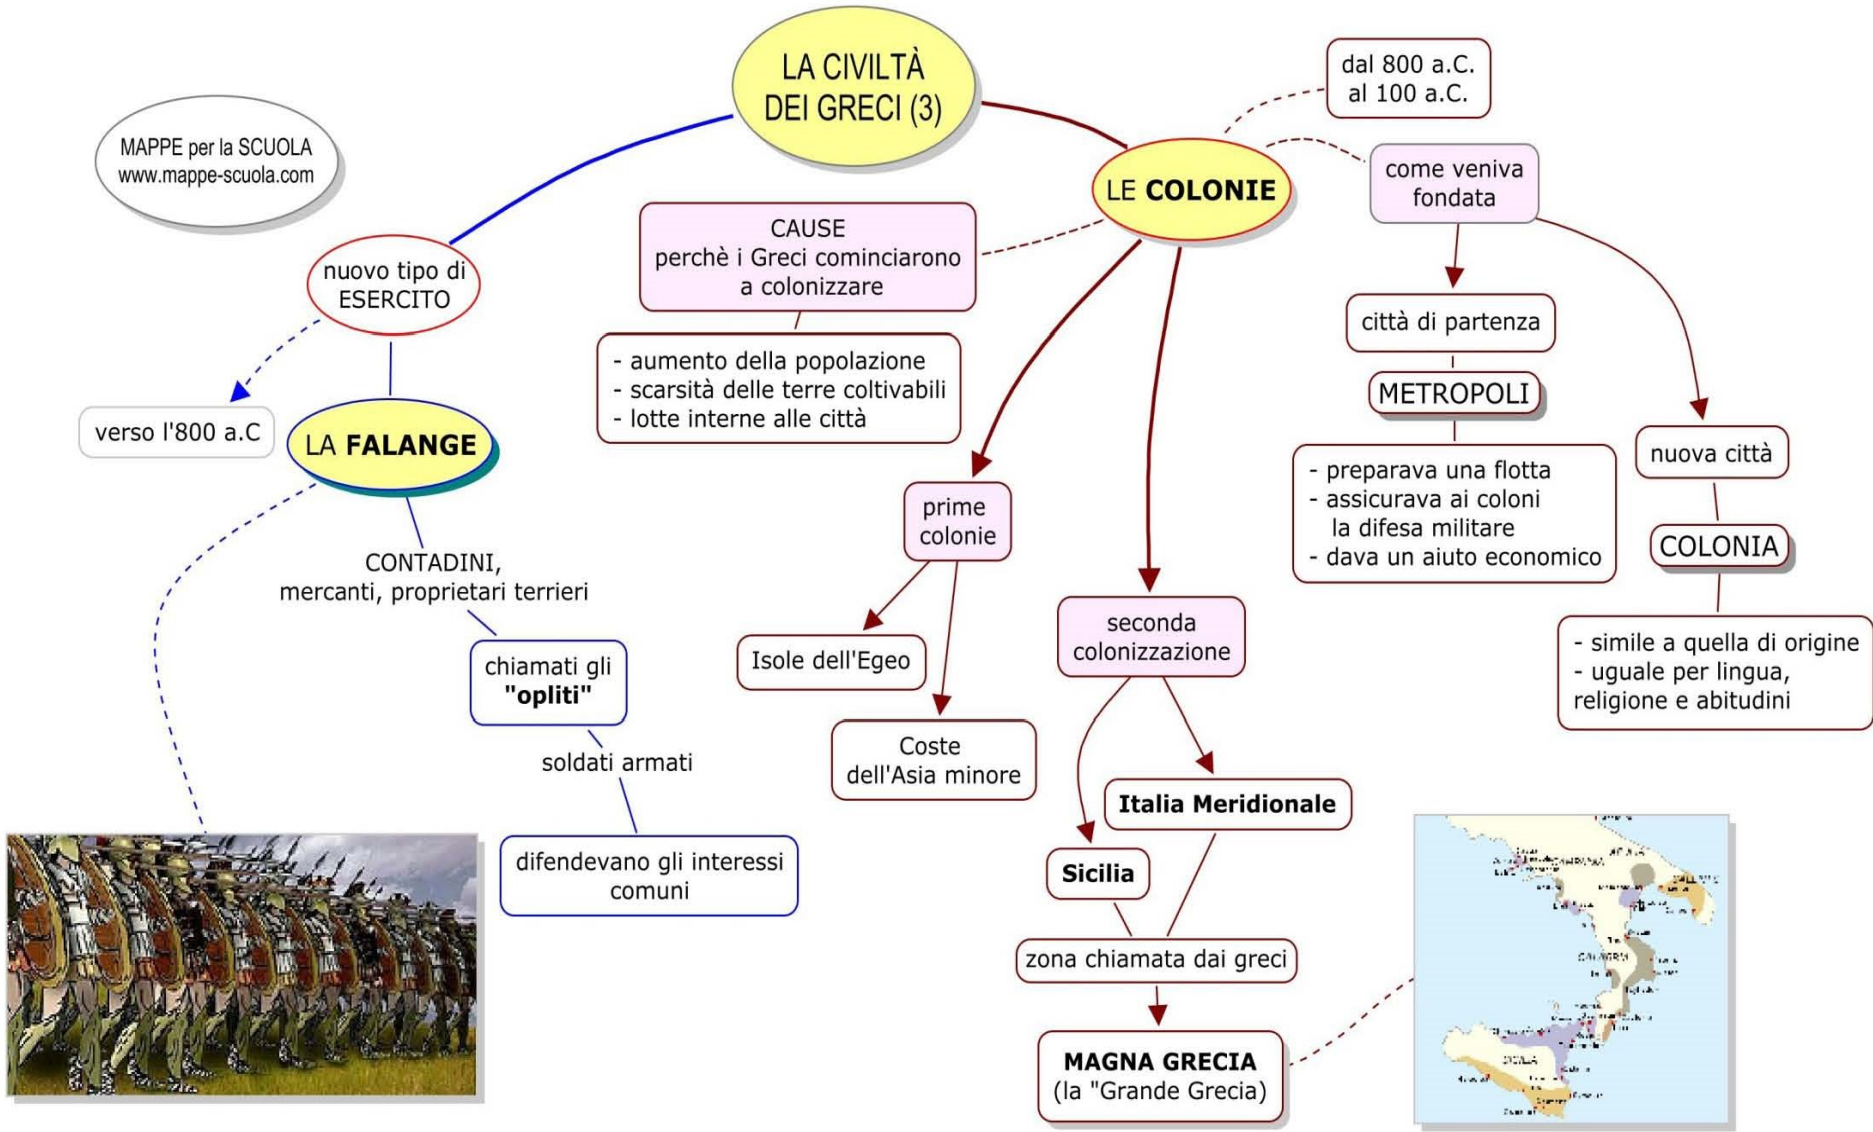 LA CIVILTÀ
DEI GRECI (3)
MAPPE per la SCUOLA
www.mappe-scuola.com
nuovo tipo di
ESERCITO
verso l'800 a.C
LA FALANGE
CONTADINI,
mercanti, proprietari terrieri
chiamati gli
"opliti"
soldati armati
difendevano gli interessi
comuni
LE COLONIE
dal 800 a.C.
al 100 a.C.
CAUSE
perchè i Greci cominciarono
a colonizzare
- aumento della popolazione
- scarsità delle terre coltivabili
- lotte interne alle città
prime
colonie
Isole dell'Egeo
Coste
dell'Asia minore
seconda
colonizzazione
Italia Meridionale
Sicilia
zona chiamata dai greci
MAGNA GRECIA
(la "Grande Grecia)
come veniva
fondata
città di partenza
METROPOLI
- preparava una flotta
- assicurava ai coloni
la difesa militare
- dava un aiuto economico
nuova città
COLONIA
- simile a quella di origine
- uguale per lingua,
religione e abitudini